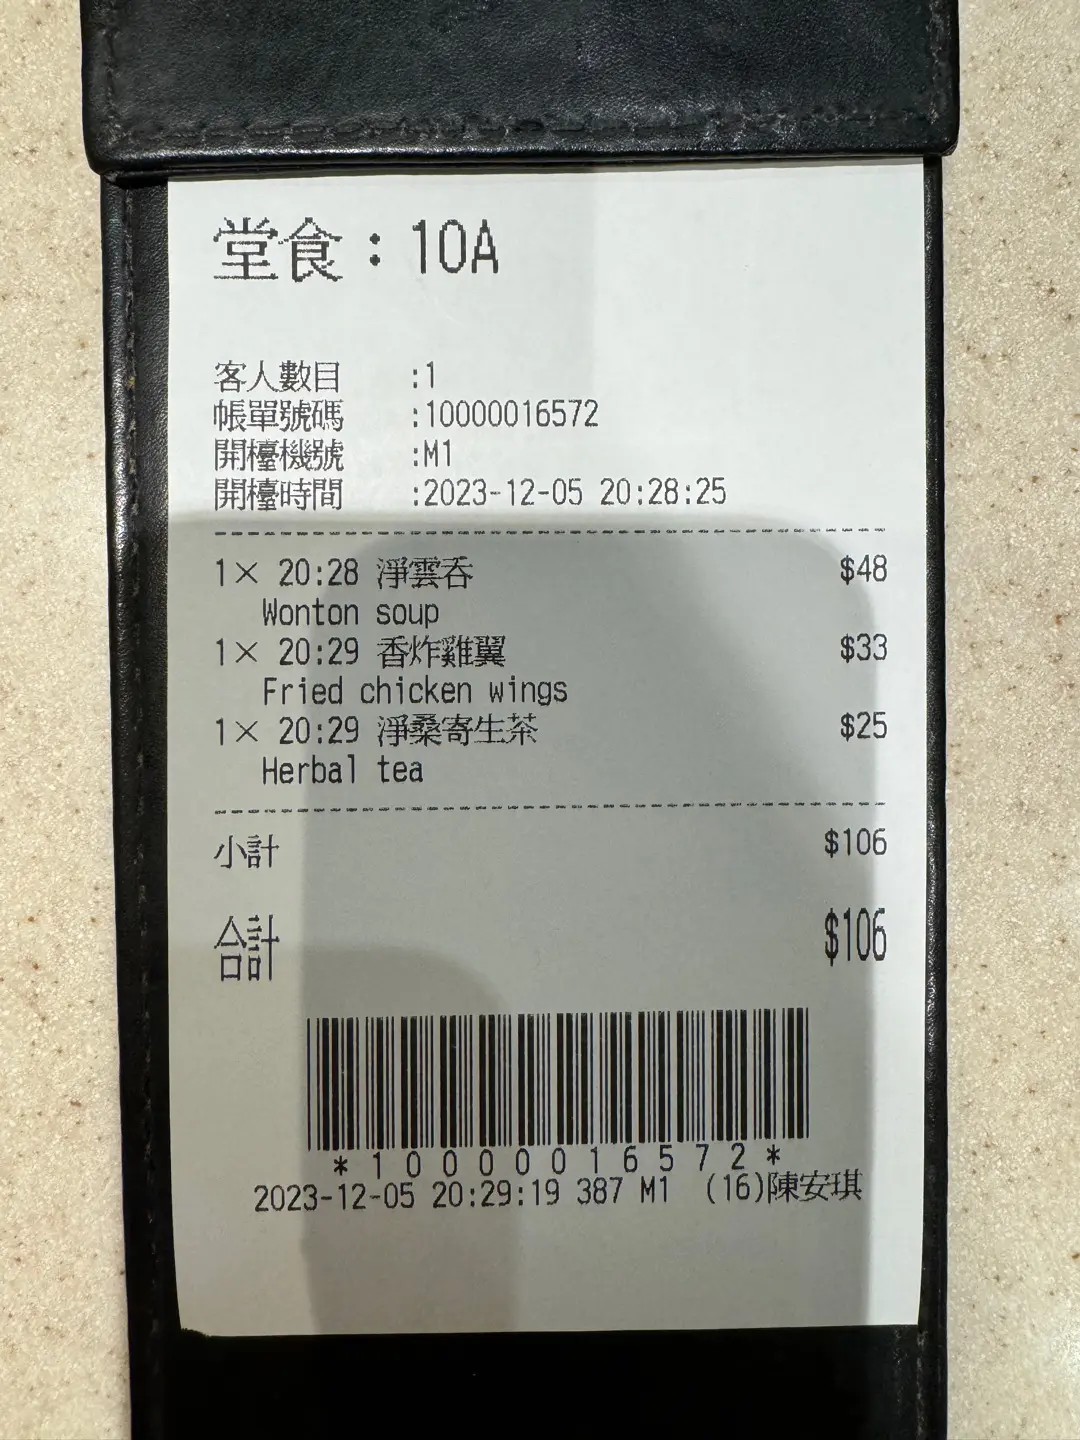 堂食：10A
客人數目 :1
帳單號碼 :10000016572
開檯機號 :M1
開檯時間 :2023-12-05 20:28:25
1× 20:28 淨雲吞 $48
Wonton soup
1× 20:29 香炸雞翼 $33
Fried chicken wings
1× 20:29 淨桑寄生茶 $25
Herbal tea
小計 $106
合計 $106
*10000016572*
2023-12-05 20:29:19 387 M1 (16)陳安琪